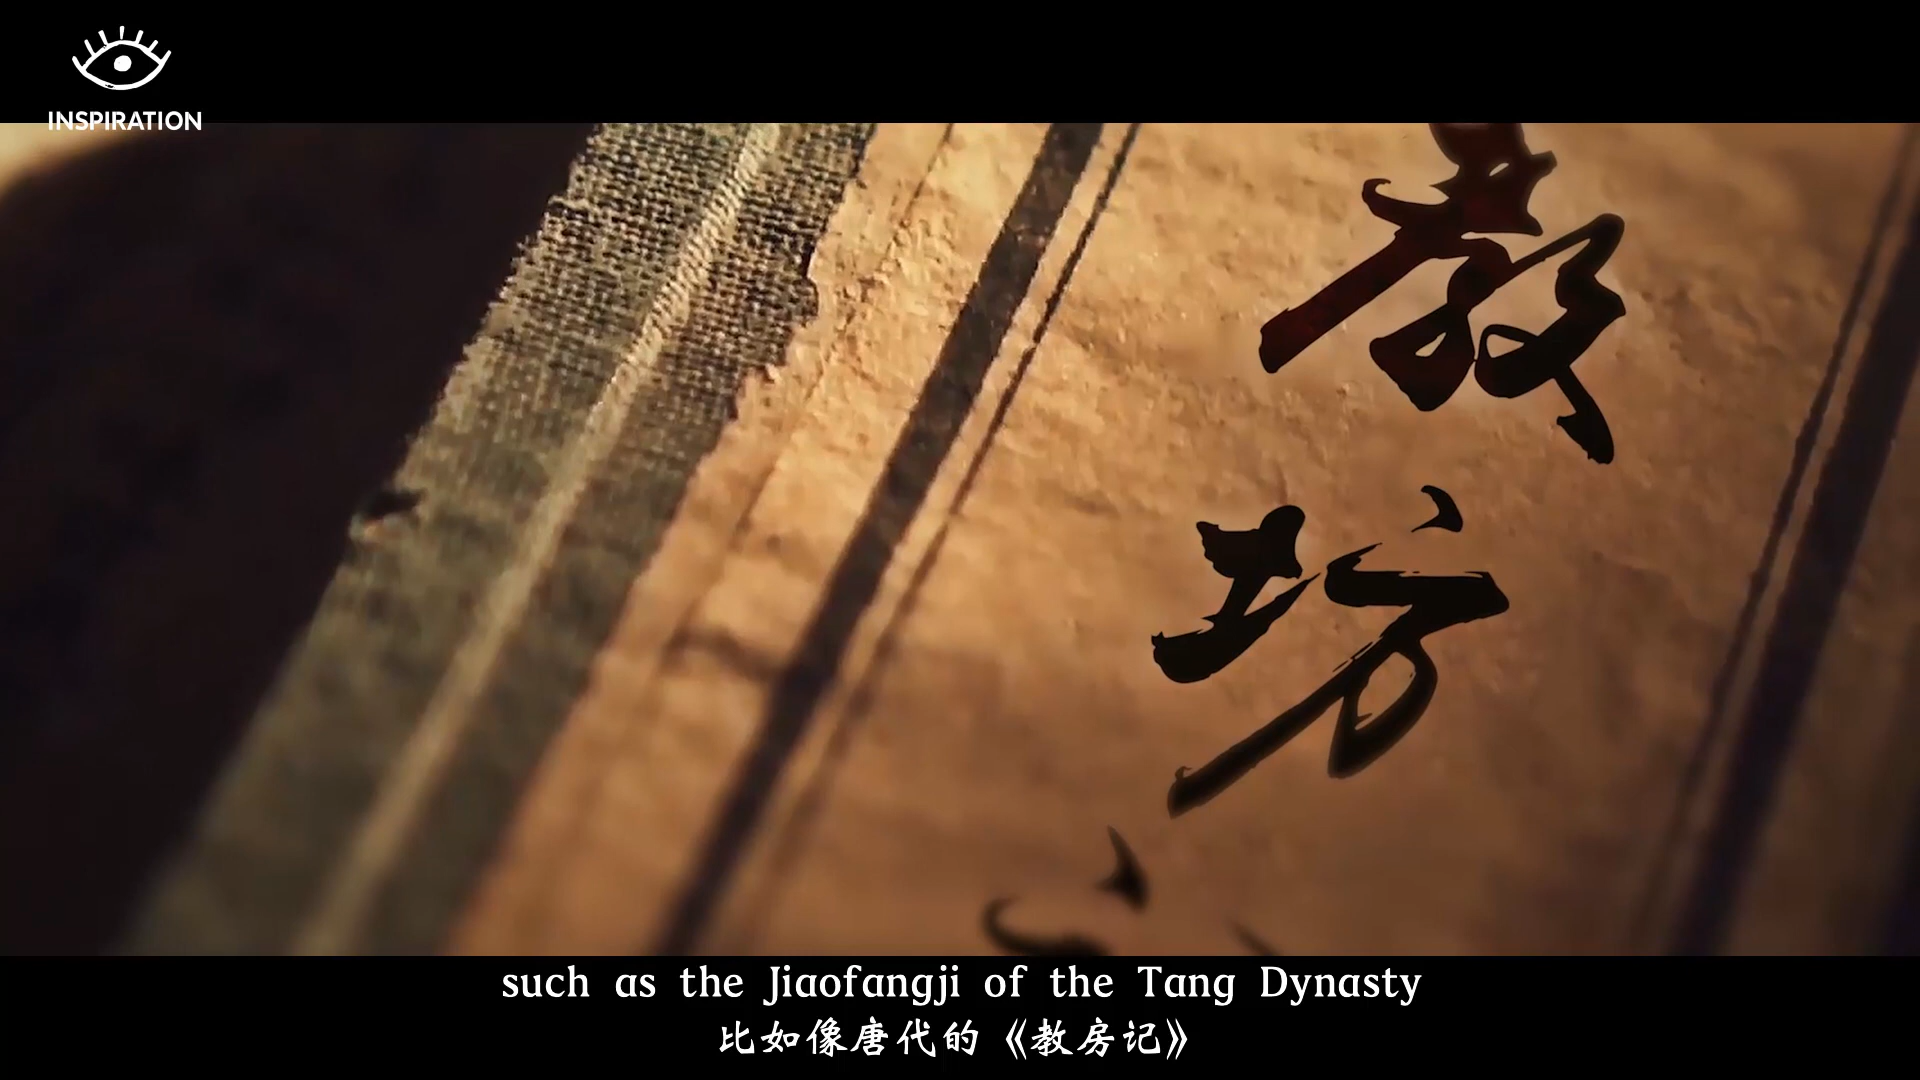 INSPIRATION
教坊
such as the Jiaofangji of the Tang Dynasty
比如像唐代的《教房记》